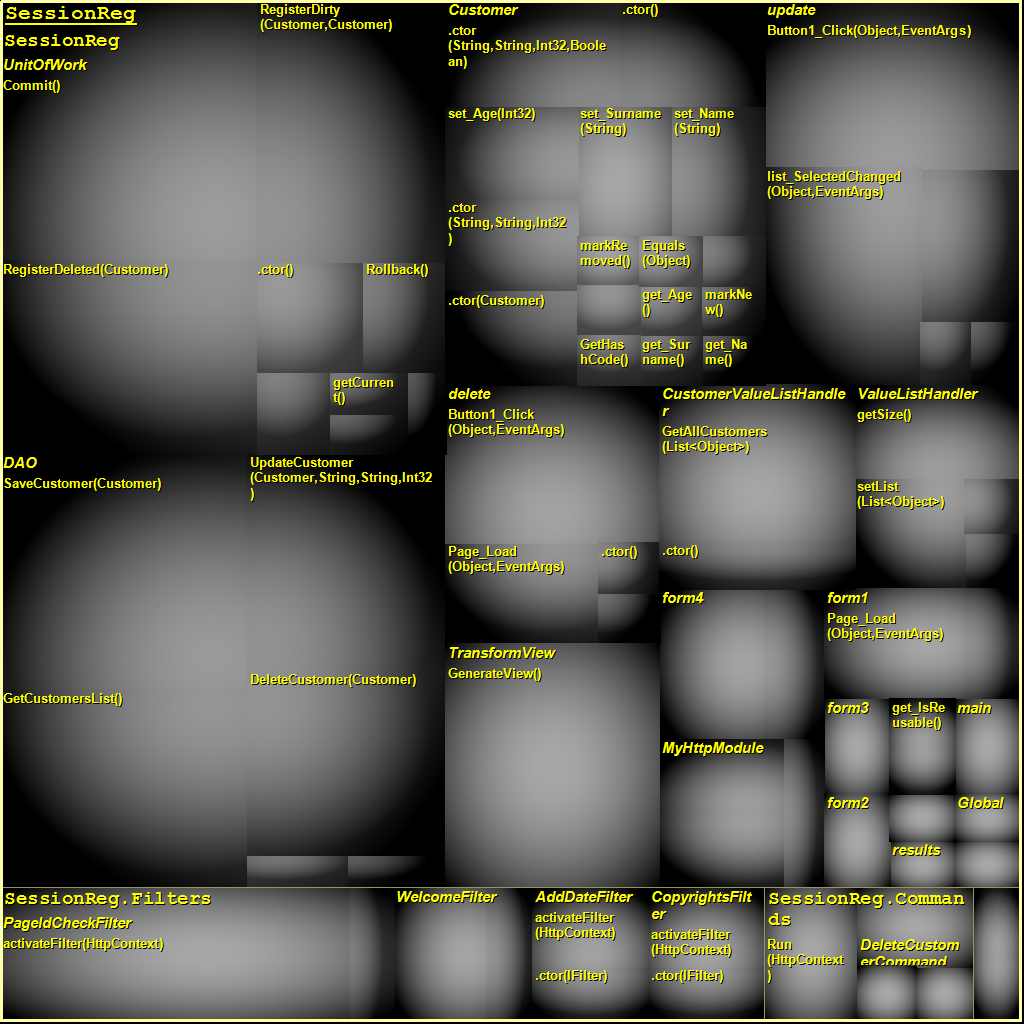 SessionReg
SessionReg
UnitOfWork
Commit()
RegisterDirty
(Customer,Customer)
RegisterDeleted(Customer)
.ctor()
Rollback()
getCurren
t()
Customer
.ctor()
.ctor
(String,String,Int32,Boole
an)
set_Age(Int32)
set_Surname
(String)
set_Name
(String)
.ctor
(String,String,Int32
)
markRe
moved()
Equals
(Object)
.ctor(Customer)
get_Age
()
markNe
w()
GetHas
hCode()
get_Sur
name()
get_Na
me()
update
Button1_Click(Object,EventArgs)
list_SelectedChanged
(Object,EventArgs)
DAO
SaveCustomer(Customer)
UpdateCustomer
(Customer,String,String,Int32
)
GetCustomersList()
DeleteCustomer(Customer)
delete
Button1_Click
(Object,EventArgs)
Page_Load
(Object,EventArgs)
.ctor()
CustomerValueListHandle
r
GetAllCustomers
(List<Object>)
.ctor()
ValueListHandler
getSize()
setList
(List<Object>)
TransformView
GenerateView()
form4
form1
Page_Load
(Object,EventArgs)
MyHttpModule
form3
get_IsRe
usable()
main
form2
Global
results
SessionReg.Filters
PageIdCheckFilter
activateFilter(HttpContext)
WelcomeFilter
AddDateFilter
activateFilter
(HttpContext)
.ctor(IFilter)
CopyrightsFilt
er
activateFilter
(HttpContext)
.ctor(IFilter)
SessionReg.Comman
ds
Run
(HttpContext
)
DeleteCustom
erCommand